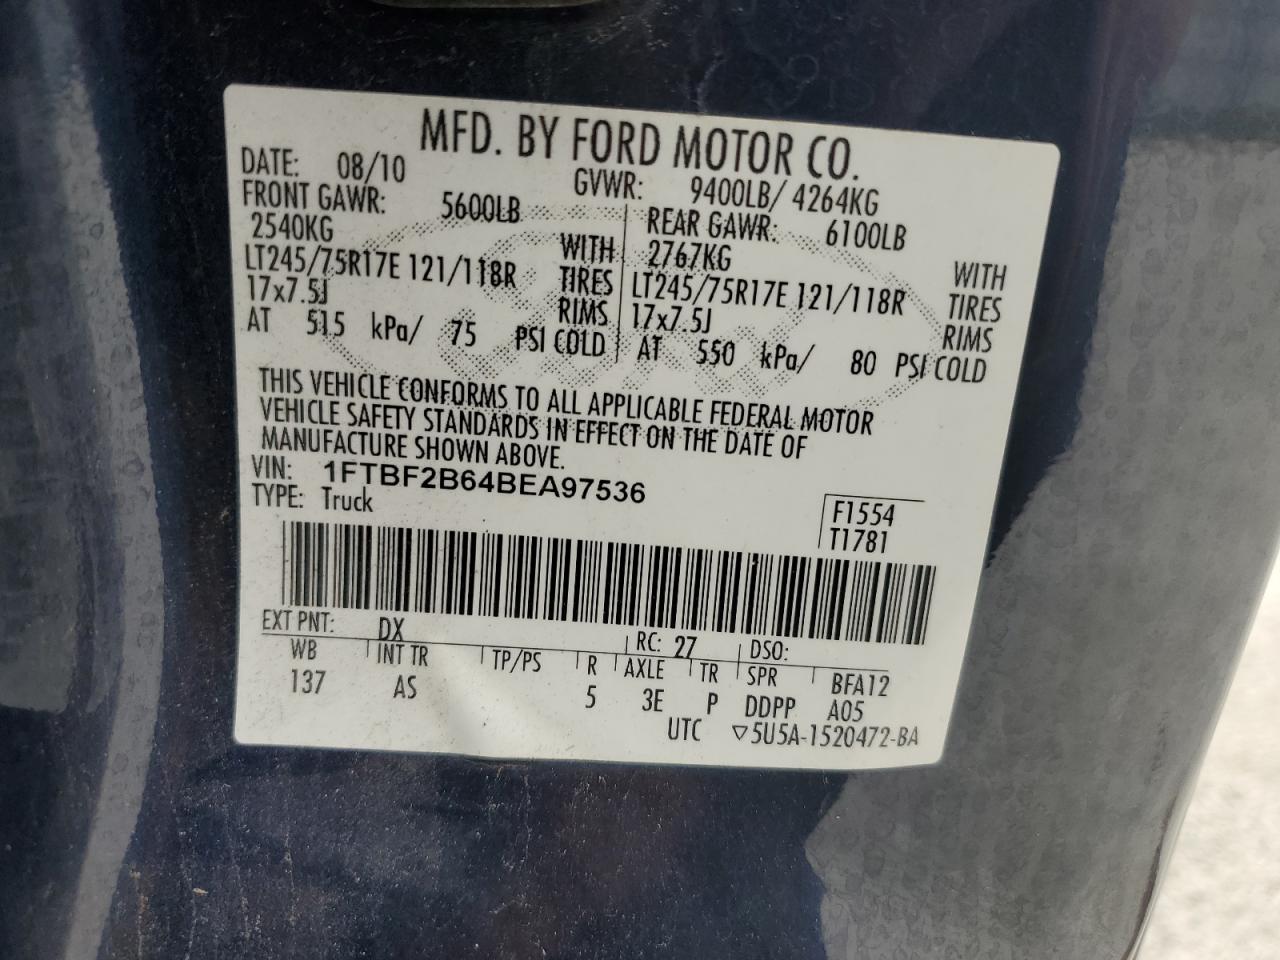 MFD. BY FORD MOTOR CO.
DATE: 08/10 GVWR: 9400LB/ 4264KG
FRONT GAWR: 5600LB REAR GAWR: 6100LB
2540KG WITH 2767KG WITH
LT245/75R17E 121/118R TIRES LT245/75R17E 121/118R TIRES
17x7.5J RIMS 17x7.5J RIMS
AT 515 kPa/ 75 PSI COLD AT 550 kPa/ 80 PSI COLD
THIS VEHICLE CONFORMS TO ALL APPLICABLE FEDERAL MOTOR
VEHICLE SAFETY STANDARDS IN EFFECT ON THE DATE OF
MANUFACTURE SHOWN ABOVE.
VIN: 1FTBF2B64BEA97536
TYPE: Truck
F1554
T1781
EXT PNT: DX RC: 27 DSO:
WB INT TR TP/PS R AXLE TR SPR BFA12
137 AS 5 3E P DDPP A05
UTC ▽5U5A-1520472-BA